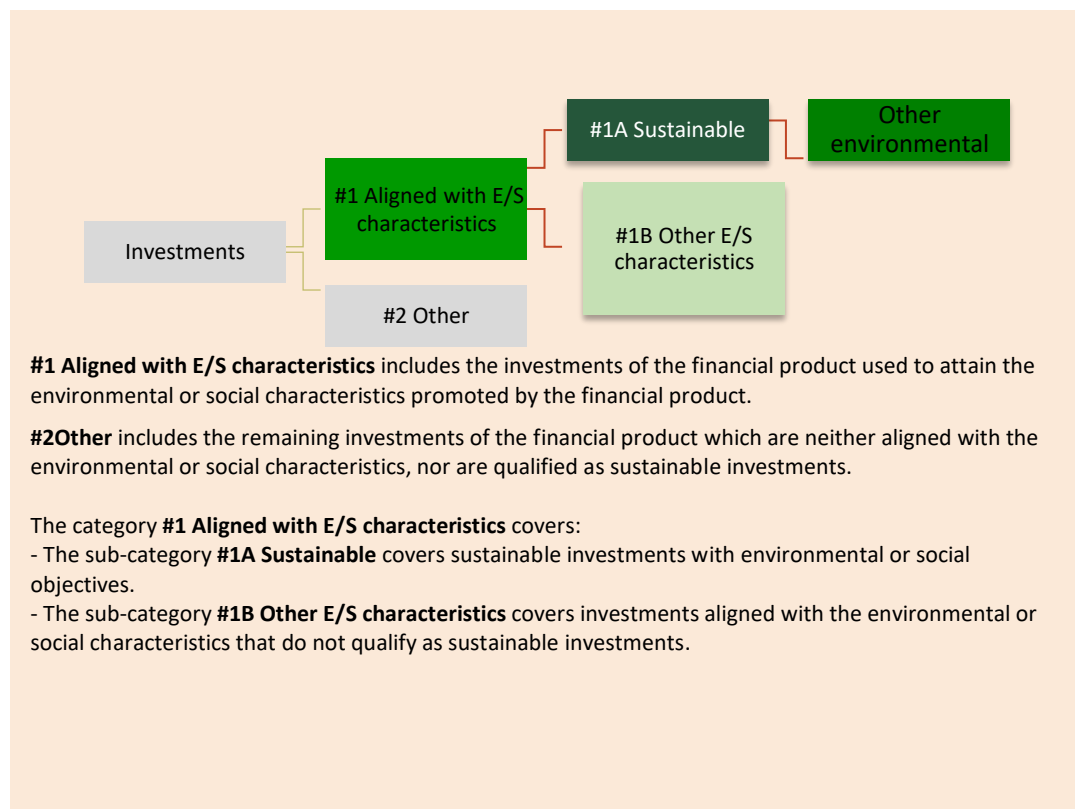 #1A Sustainable
Other
environmental
#1 Aligned with E/S
characteristics
#1B Other E/S
characteristics
Investments
#2 Other
#1 Aligned with E/S characteristics includes the investments of the financial product used to attain the
environmental or social characteristics promoted by the financial product.
#2Other includes the remaining investments of the financial product which are neither aligned with the
environmental or social characteristics, nor are qualified as sustainable investments.
The category #1 Aligned with E/S characteristics covers:
- The sub-category #1A Sustainable covers sustainable investments with environmental or social
objectives.
- The sub-category #1B Other E/S characteristics covers investments aligned with the environmental or
social characteristics that do not qualify as sustainable investments.